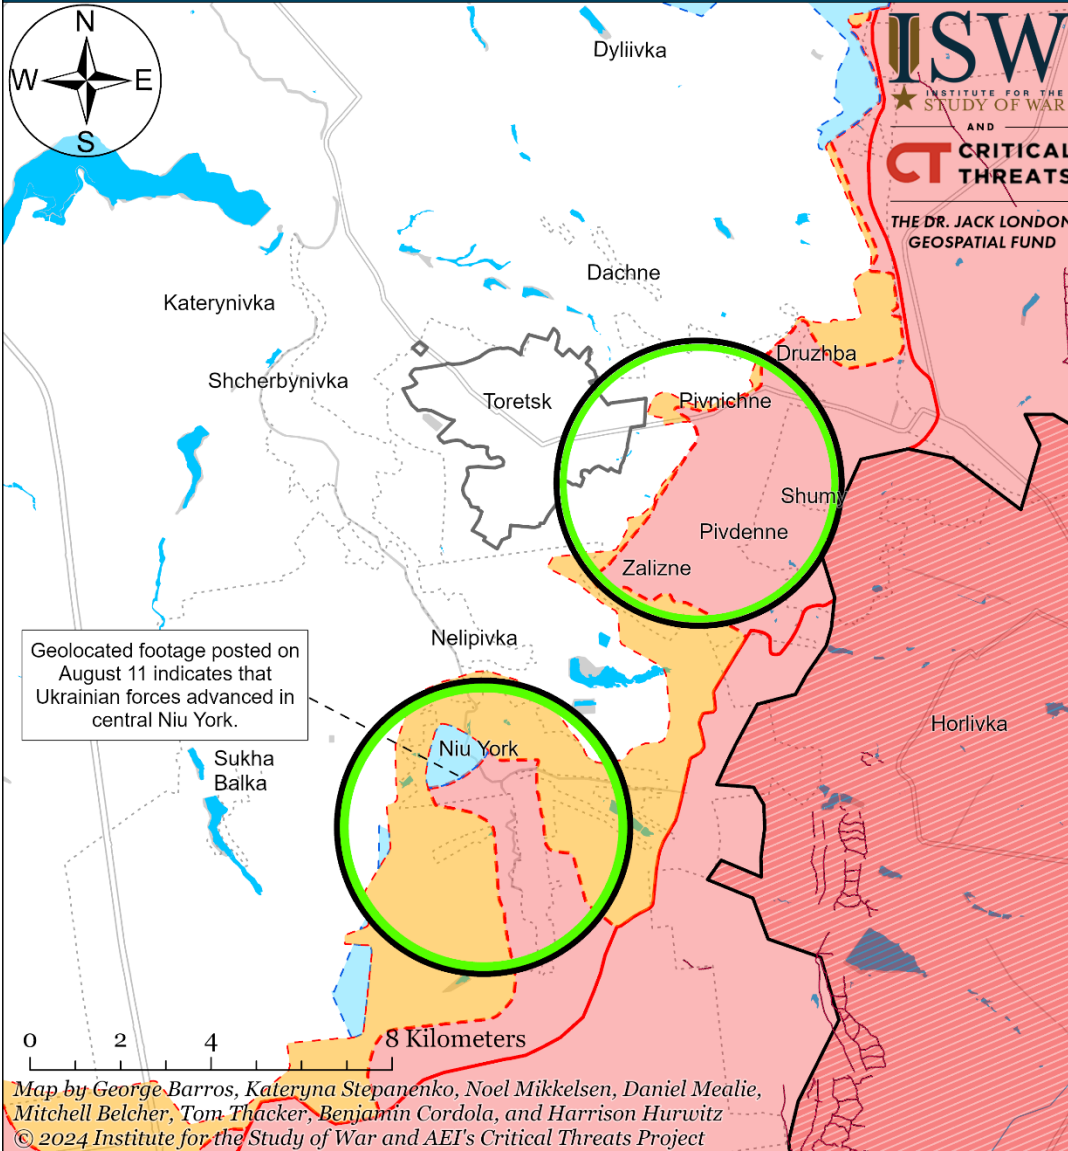 N
W
E
S
ISW
INSTITUTE FOR THE
STUDY OF WAR
AND
CT CRITICAL
THREATS
THE DR. JACK LONDON
GEOSPATIAL FUND
Dyliivka
Dachne
Katerynivka
Druzhba
Shcherbynivka
Toretsk
Pivnichne
Shumy
Pivdenne
Zalizne
Nelipivka
Geolocated footage posted on
August 11 indicates that
Ukrainian forces advanced in
central Niu York.
Horlivka
Niu York
Sukha
Balka
0 2 4 8 Kilometers
Map by George Barros, Kateryna Stepanenko, Noel Mikkelsen, Daniel Mealie,
Mitchell Belcher, Tom Thacker, Benjamin Cordola, and Harrison Hurwitz
© 2024 Institute for the Study of War and AEI's Critical Threats Project